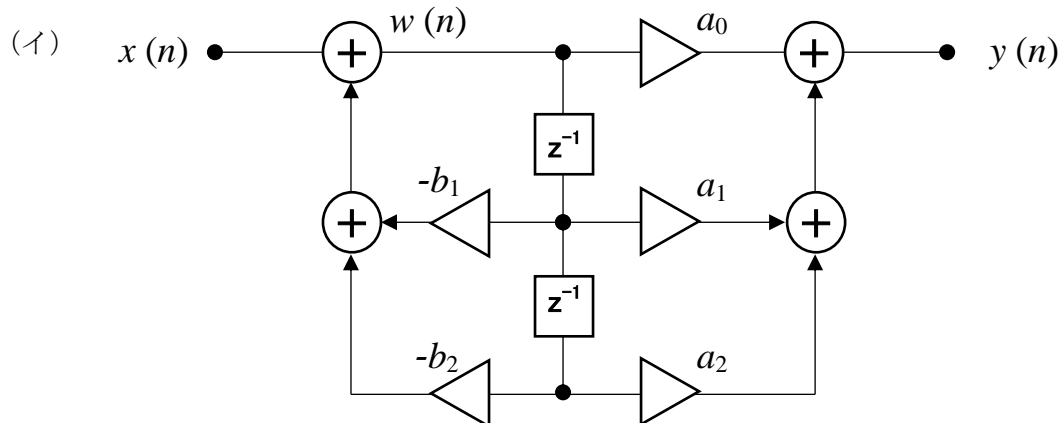 (イ) x (n) + w (n) a0 + y (n)
z⁻¹
+ -b1 a1 +
z⁻¹
-b2 a2